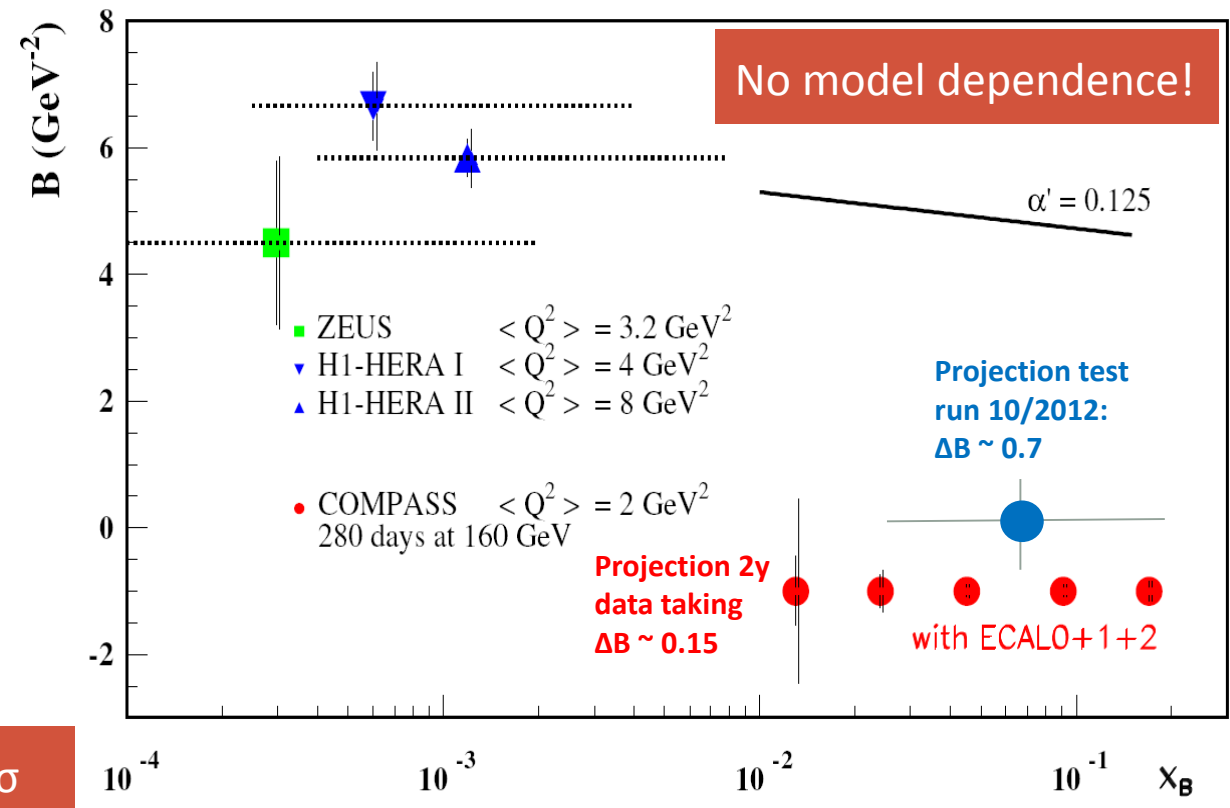 B (GeV⁻²)
8
6
4
2
0
-2
No model dependence!
α' = 0.125
ZEUS < Q² > = 3.2 GeV²
H1-HERA I < Q² > = 4 GeV²
H1-HERA II < Q² > = 8 GeV²
COMPASS < Q² > = 2 GeV²
280 days at 160 GeV
Projection test
run 10/2012:
ΔB ~ 0.7
Projection 2y
data taking
ΔB ~ 0.15
with ECAL0+1+2
σ
10⁻⁴ 10⁻³ 10⁻² 10⁻¹ x_B